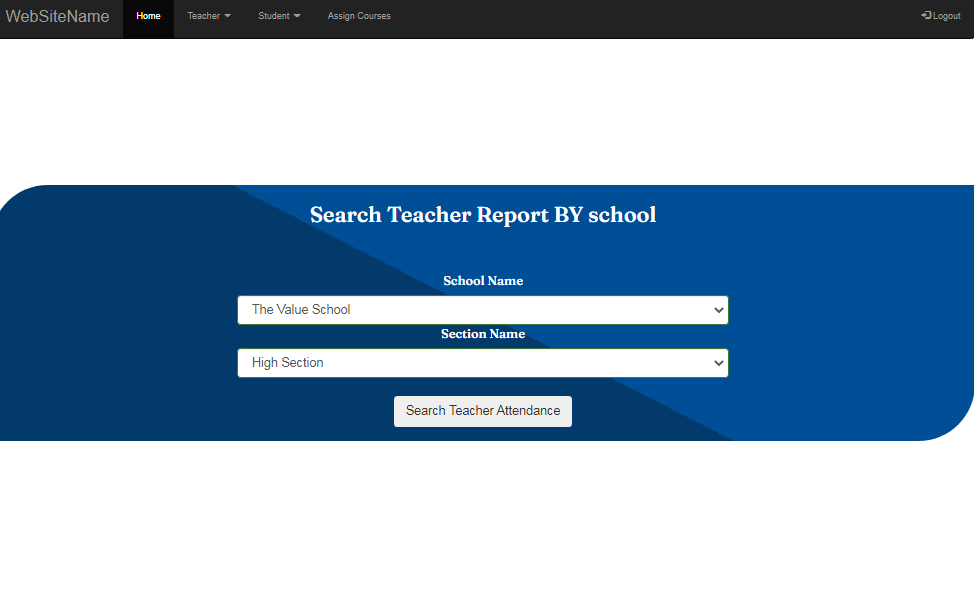 WebSiteName Home Teacher Student Assign Courses Logout
Search Teacher Report BY school
School Name
The Value School
Section Name
High Section
Search Teacher Attendance